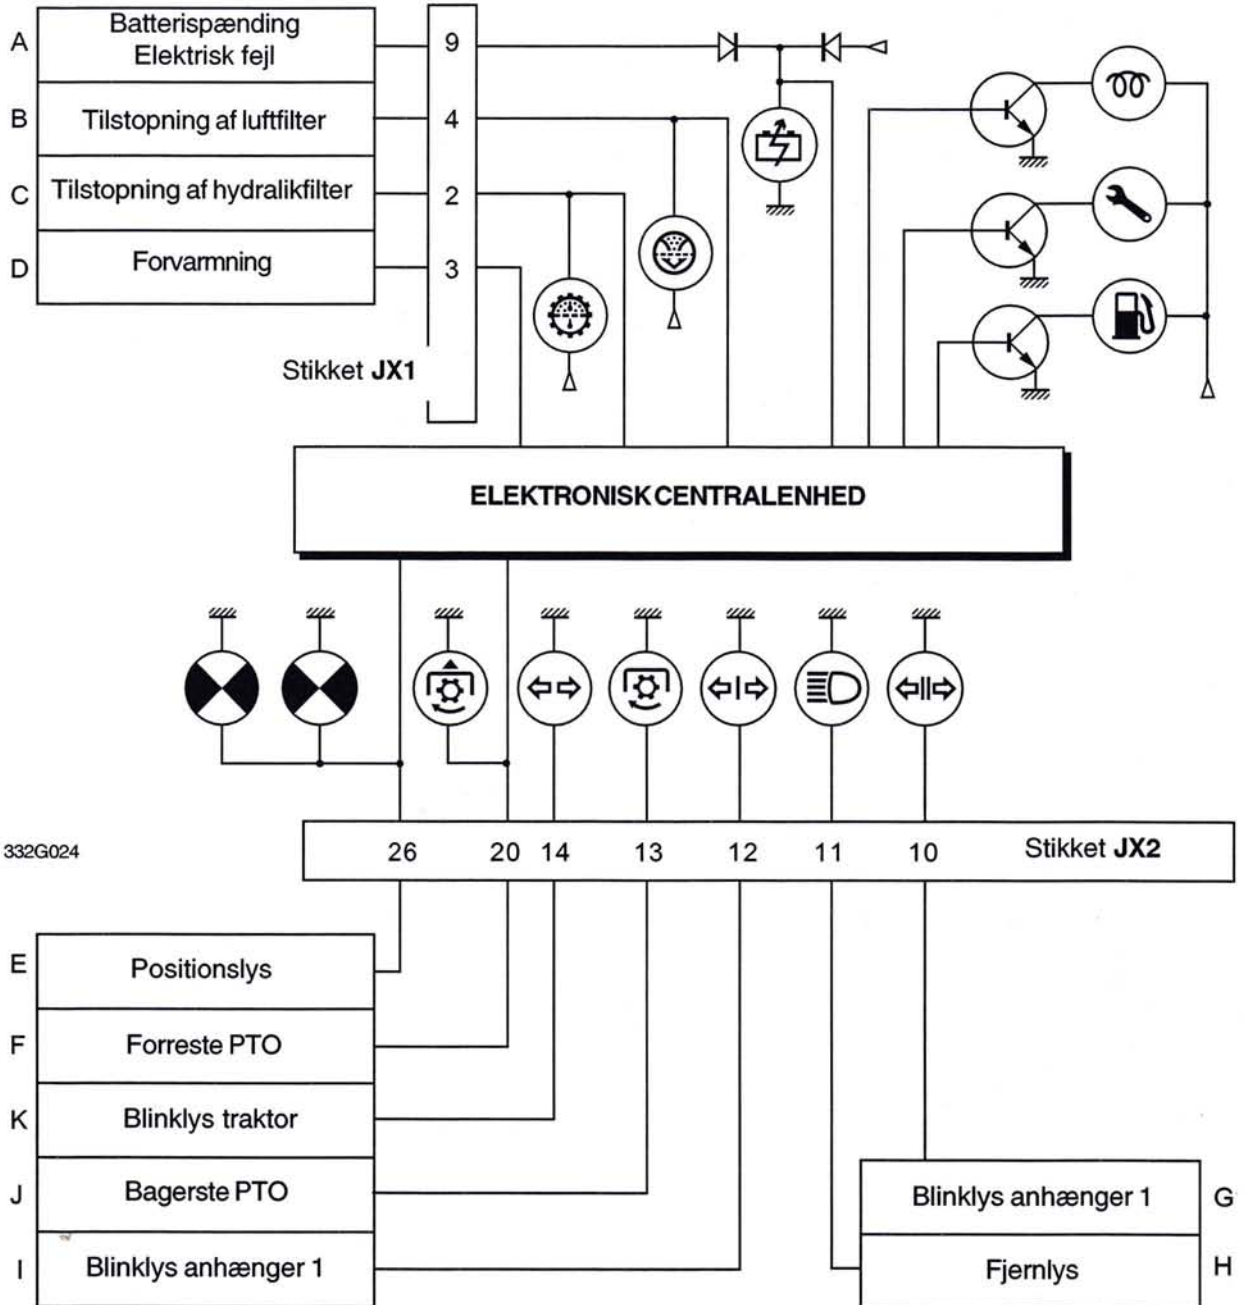 A
Batterispænding
Elektrisk fejl
9
B
Tilstopning af luftfilter
4
C
Tilstopning af hydralikfilter
2
D
Forvarmning
3
Stikket JX1
ELEKTRONISK CENTRALENHED
332G024
26 20 14 13 12 11 10 Stikket JX2
E
Positionslys
F
Forreste PTO
K
Blinklys traktor
J
Bagerste PTO
I
Blinklys anhænger 1
Blinklys anhænger 1
G
Fjernlys
H